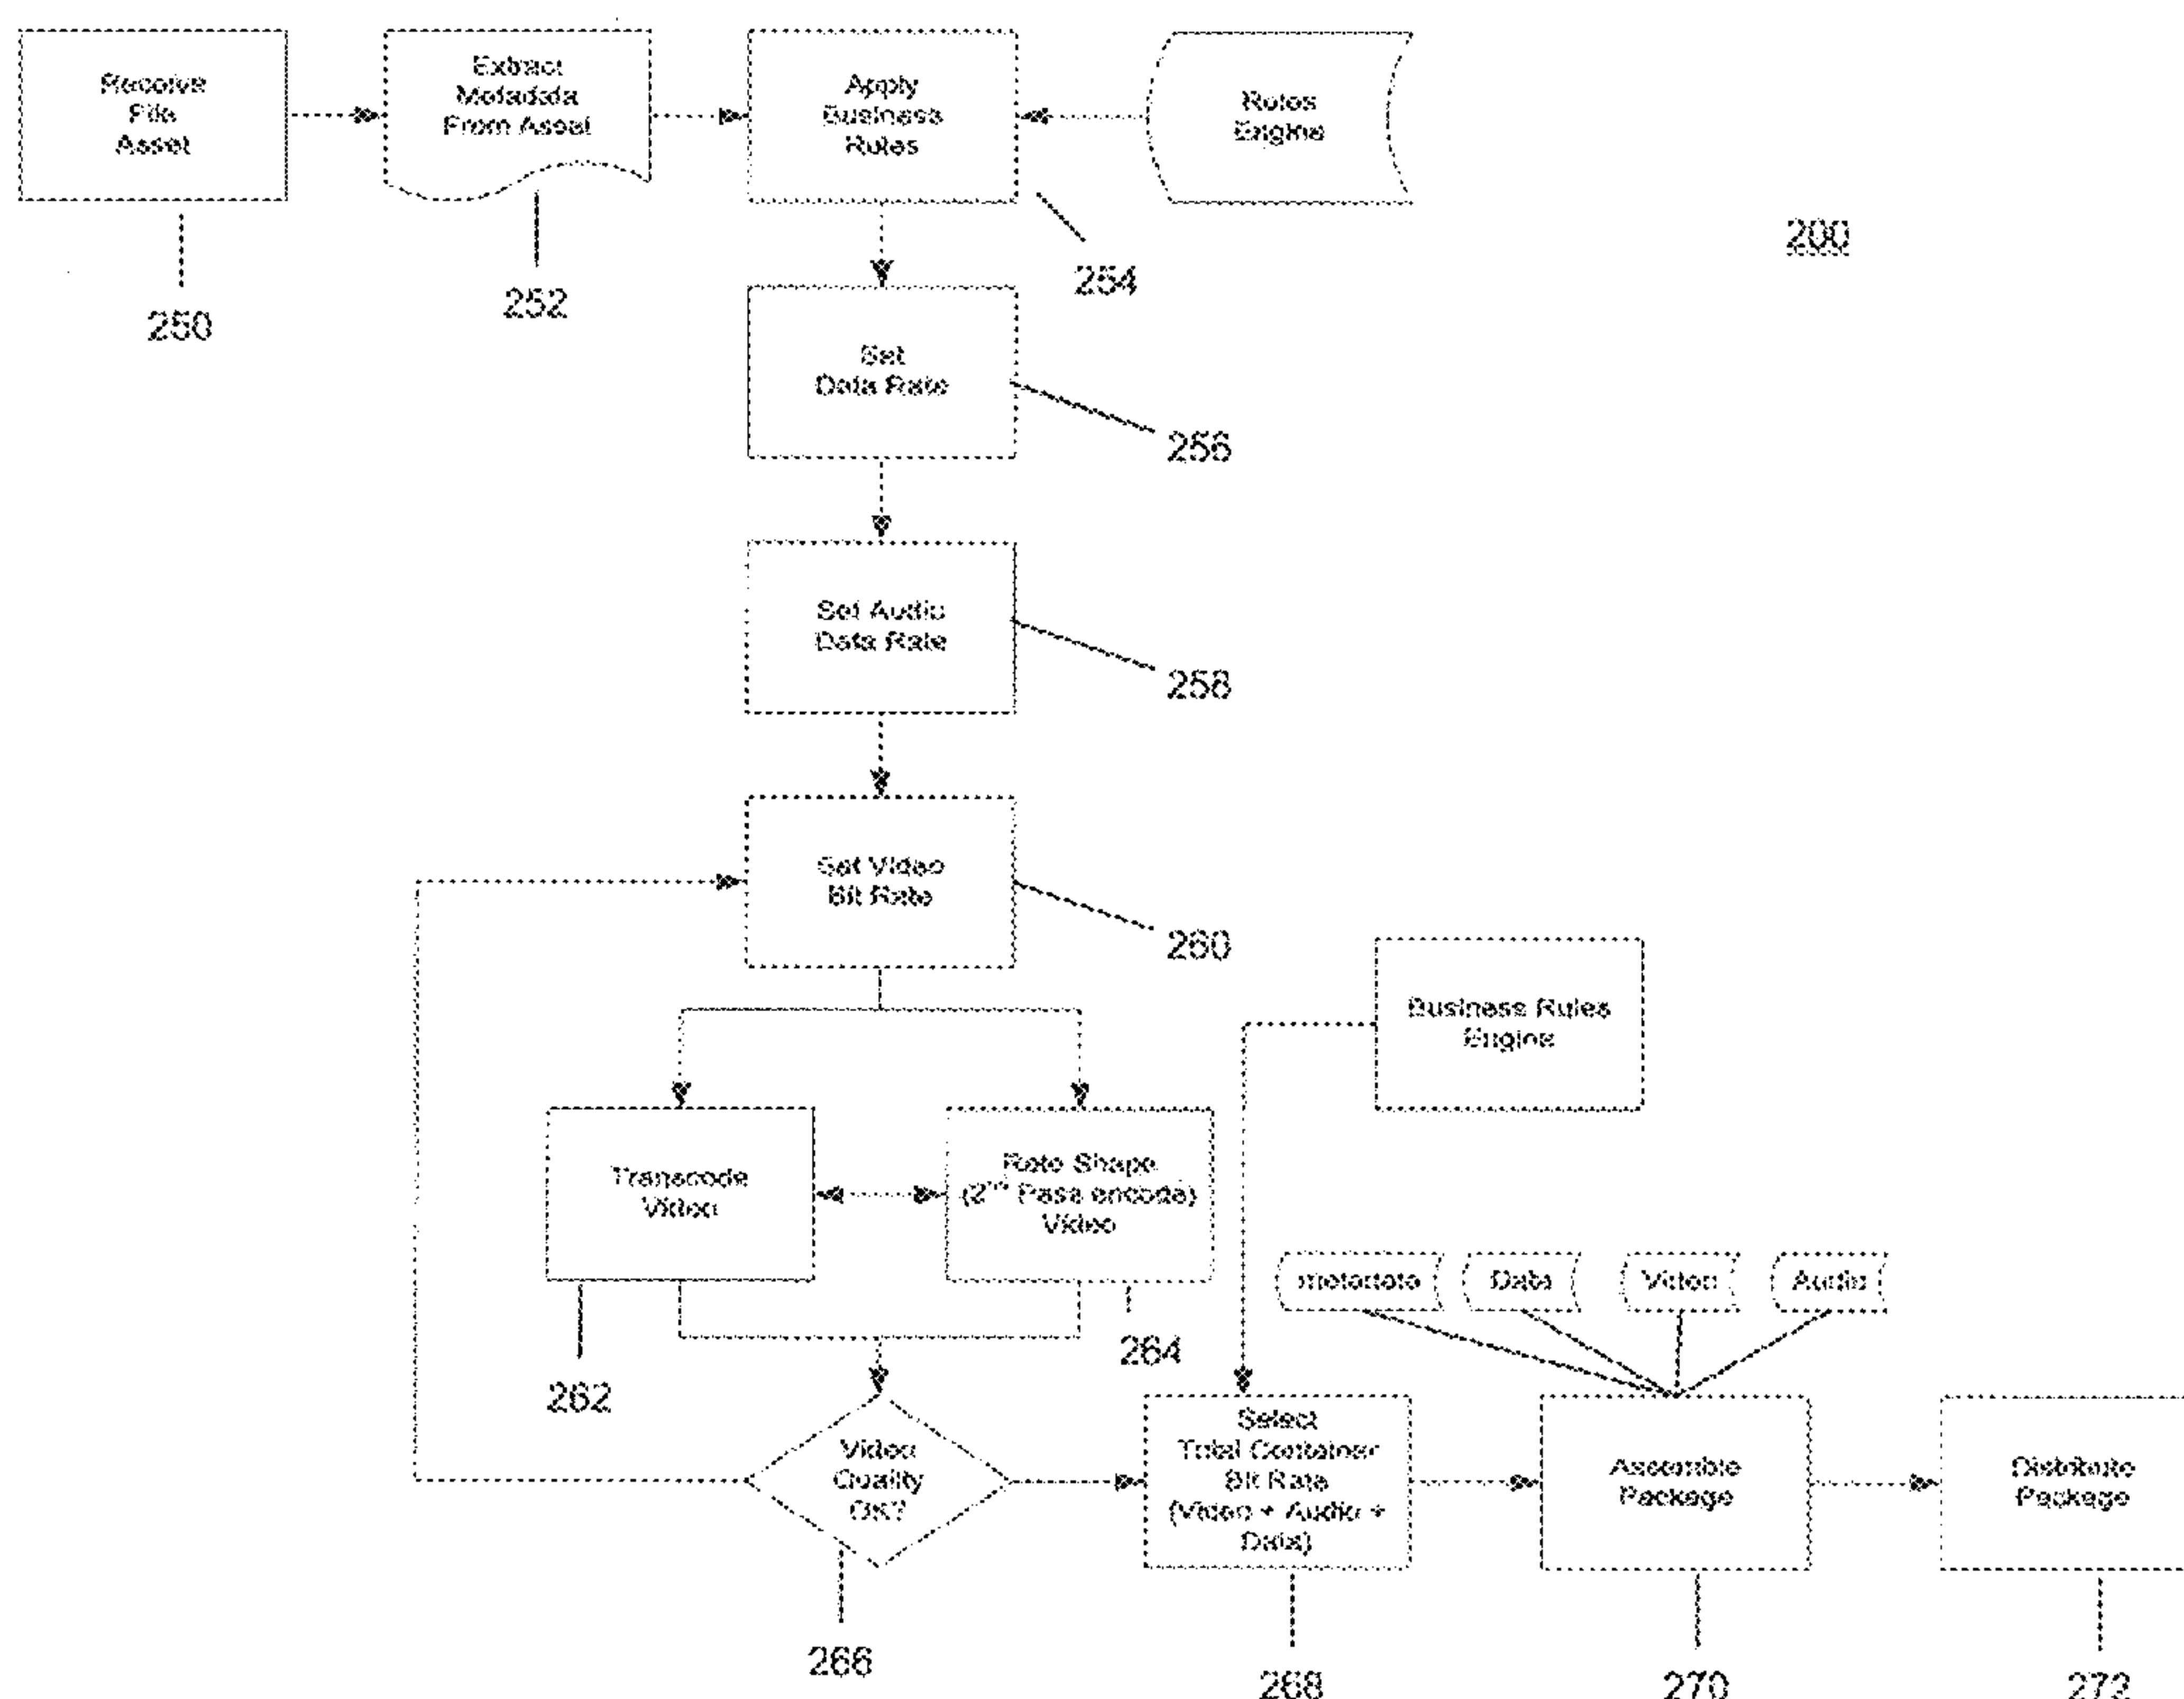 Receive
File
Asset
250
Extract
Metadata
From Asset
252
Apply
Business
Rules
254
Rules
Engine
200
Set
Data Rate
256
Set Audio
Data Rate
258
Set Video
Bit Rate
260
Business Rules
Engine
Transcode
Video
262
Rate Shape
(2nd Pass encode)
Video
264
metadata
Data
Video
Audio
Video
Quality
OK?
266
Select
Total Container
Bit Rate
(Video + Audio +
Data)
268
Assemble
Package
270
Distribute
Package
272